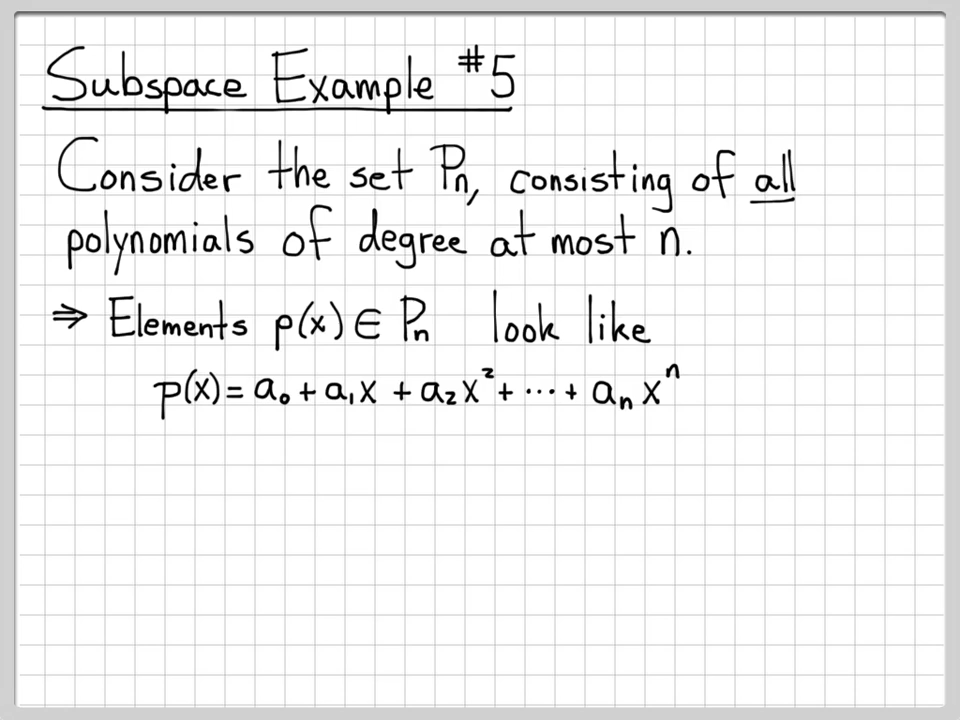 Subspace Example #5
Consider the set Pₙ, consisting of all
polynomials of degree at most n.
⇒ Elements p(x) ∈ Pₙ look like
p(x) = a₀ + a₁x + a₂x² + ⋯ + aₙxⁿ